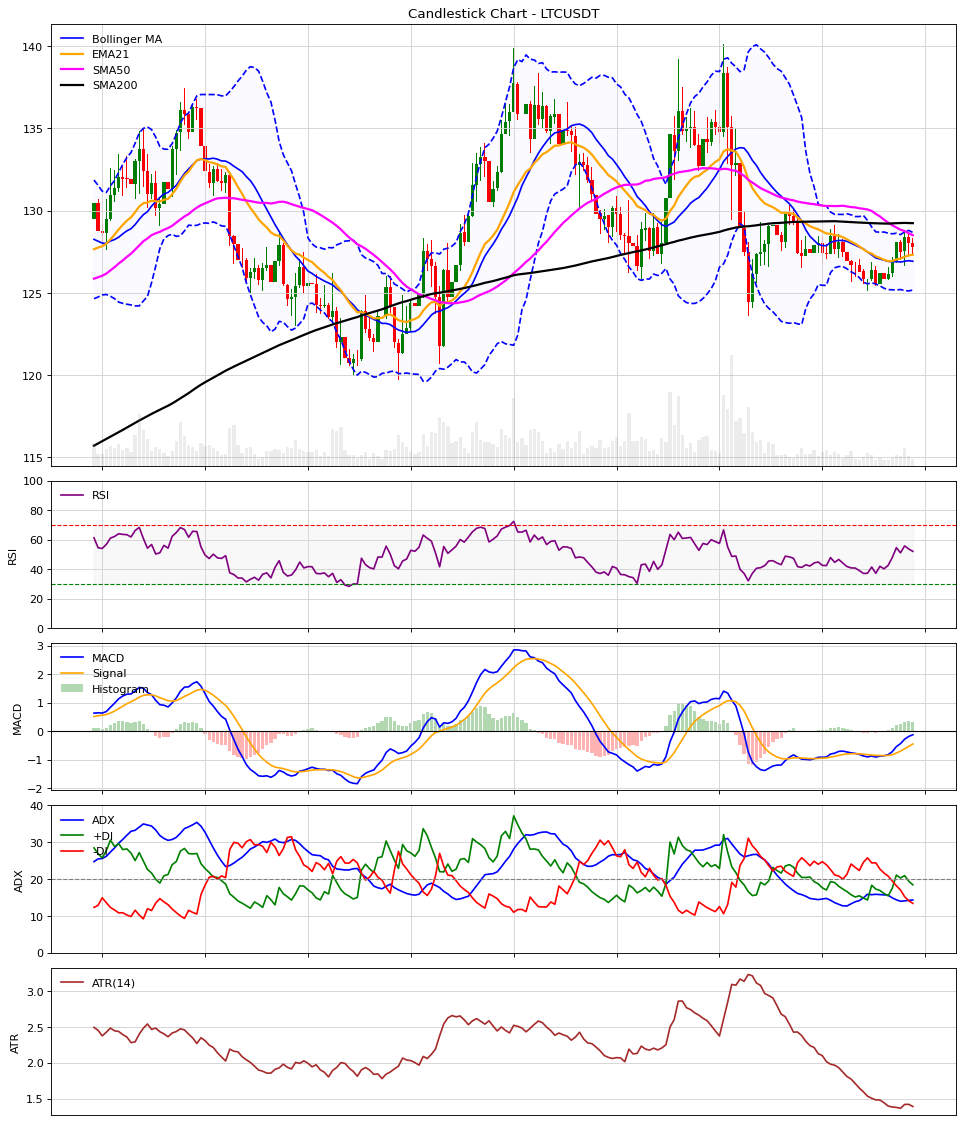 Candlestick Chart - LTCUSDT
Bollinger MA
EMA21
SMA50
SMA200
140
135
130
125
120
115
RSI
RSI
100
80
60
40
20
0
MACD
Signal
Histogram
MACD
3
2
1
0
−1
−2
ADX
+DI
-DI
ADX
40
30
20
10
0
ATR(14)
ATR
3.0
2.5
2.0
1.5